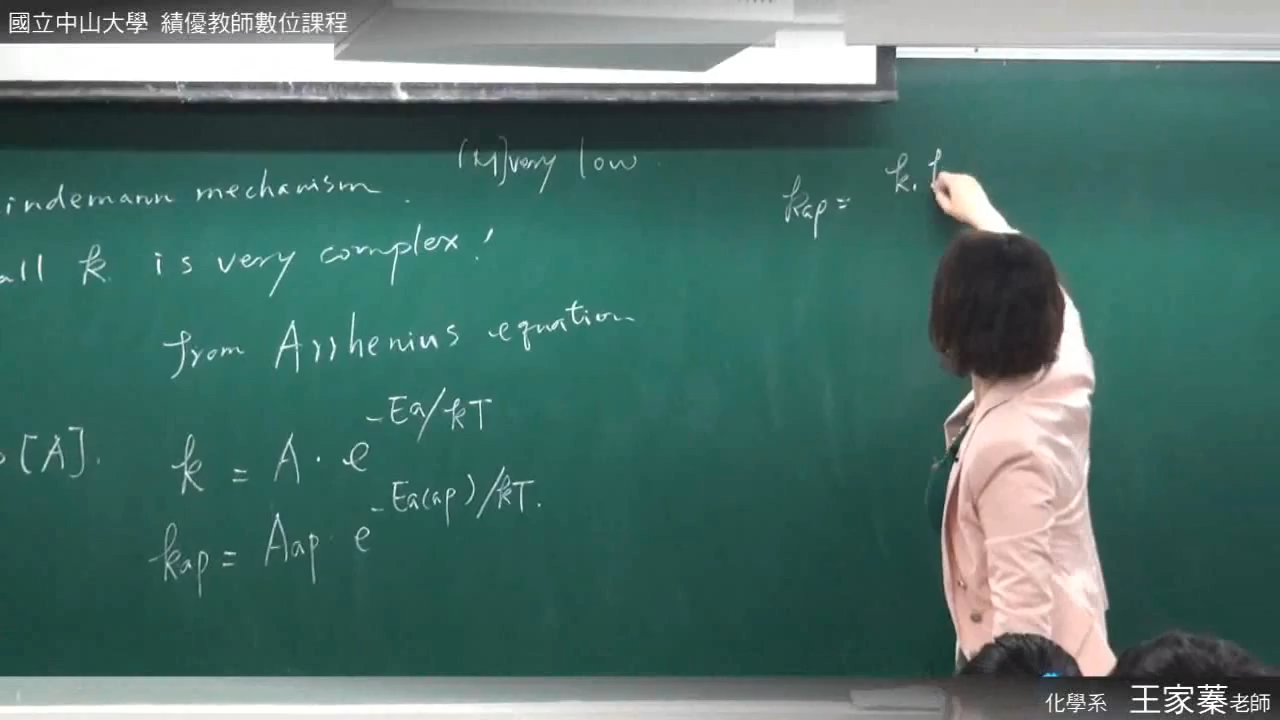 國立中山大學 績優教師數位課程
indemann mechanism.
[M] very low.
all k is very complex!
from Arrhenius equation
[A].
k = A · e^-Ea/kT
kap = Aap · e^-Ea(ap)/kT.
kap =
k₁
化學系 王家蓁老師